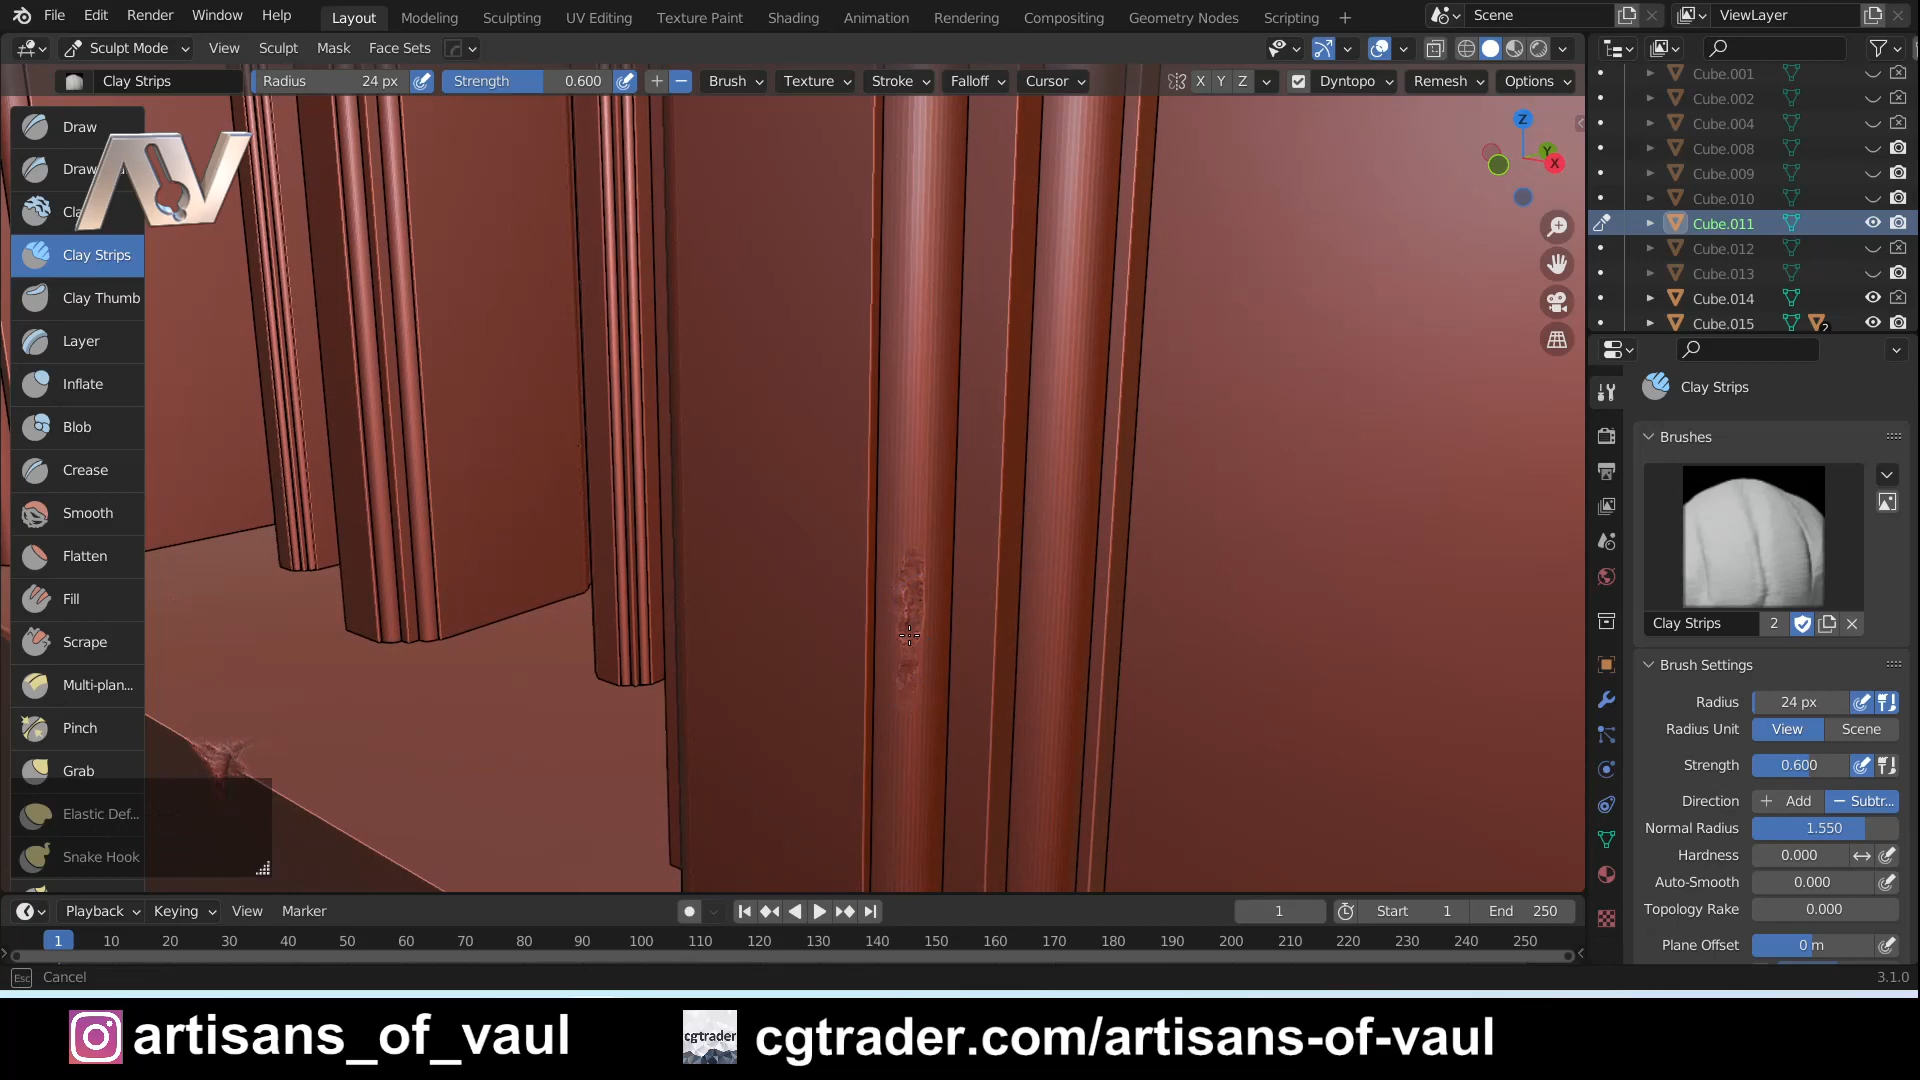 File Edit Render Window Help Layout Modeling Sculpting UV Editing Texture Paint Shading Animation Rendering Compositing Geometry Nodes Scripting + Scene ViewLayer
Sculpt Mode View Sculpt Mask Face Sets
Clay Strips Radius 24 px Strength 0.600 Brush Texture Stroke Falloff Cursor X Y Z Dyntopo Remesh Options
Draw
Draw
AV
Cla
Clay Strips
Clay Thumb
Layer
Inflate
Blob
Crease
Smooth
Flatten
Fill
Scrape
Multi-plan...
Pinch
Grab
Elastic Def...
Snake Hook
Z
Y
X
Cube.001
Cube.002
Cube.004
Cube.008
Cube.009
Cube.010
Cube.011
Cube.012
Cube.013
Cube.014
Cube.015 2
Clay Strips
Brushes
Clay Strips 2
Brush Settings
Radius 24 px
Radius Unit View Scene
Strength 0.600
Direction + Add − Subtr...
Normal Radius 1.550
Hardness 0.000
Auto-Smooth 0.000
Topology Rake 0.000
Plane Offset 0 m
Playback Keying View Marker 1 Start 1 End 250
1 10 20 30 40 50 60 70 80 90 100 110 120 130 140 150 160 170 180 190 200 210 220 230 240 250
Esc Cancel 3.1.0
artisans_of_vaul cgtrader cgtrader.com/artisans-of-vaul